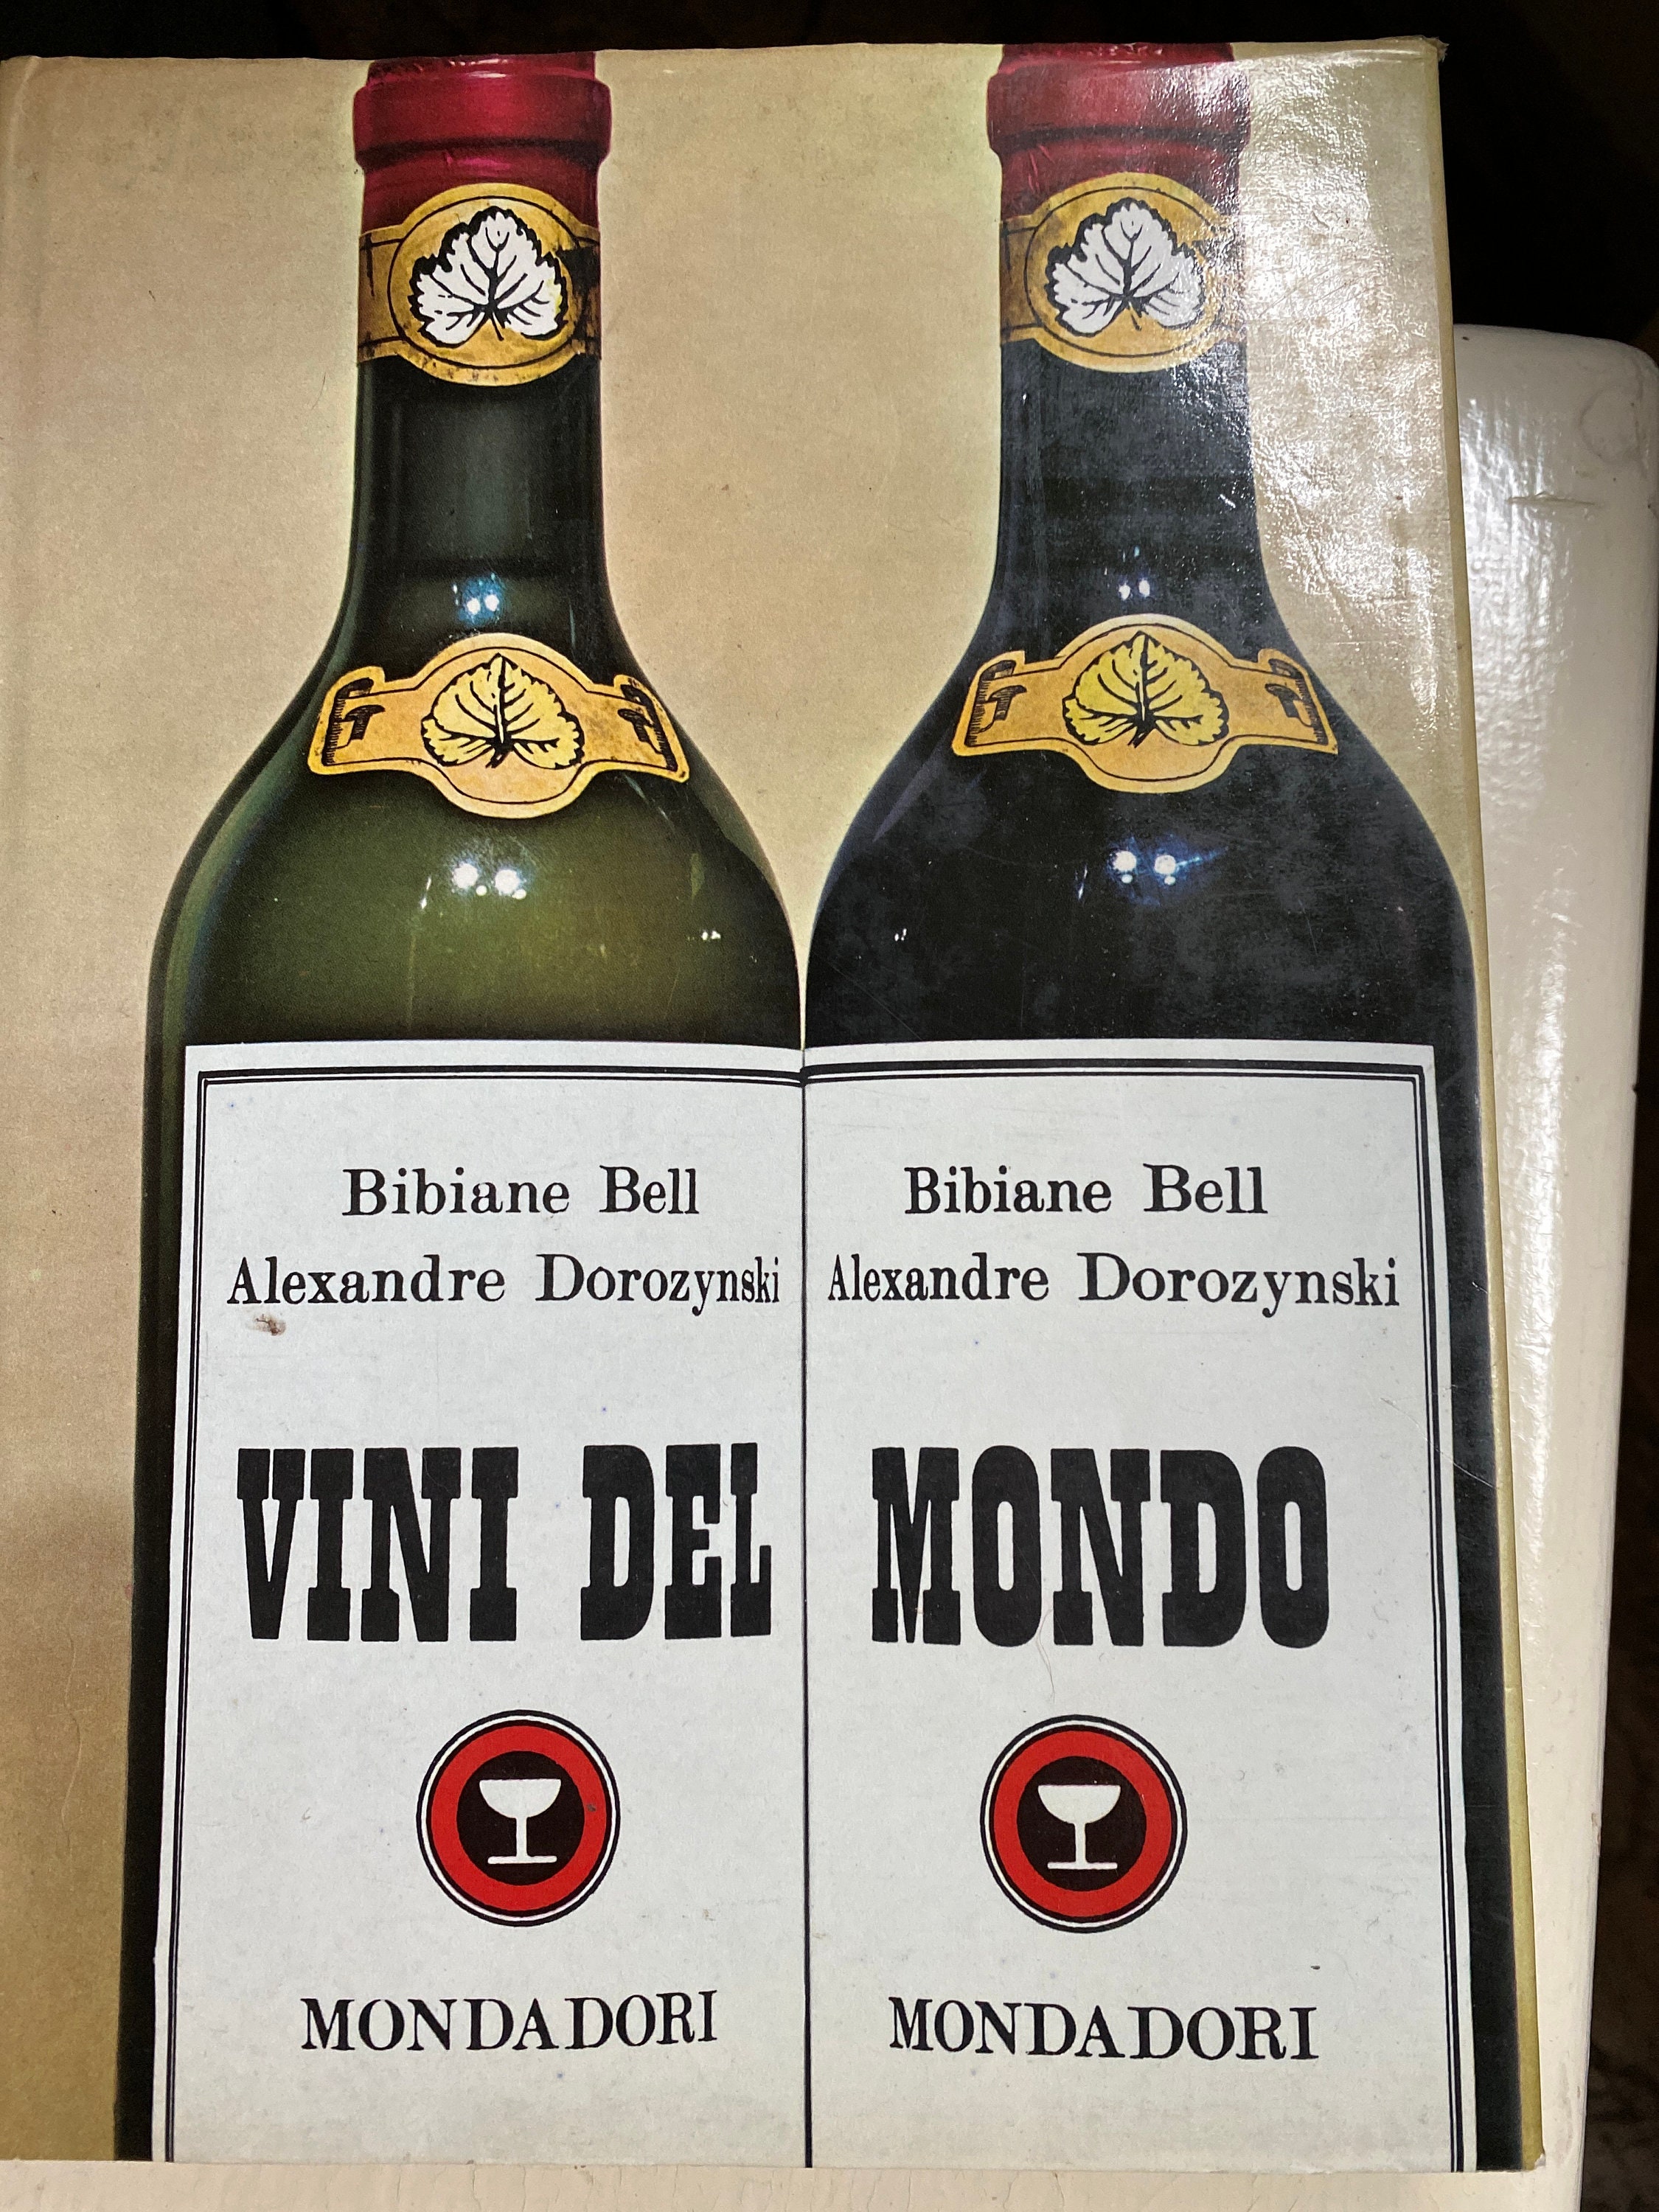 Bibiane Bell
Alexandre Dorozynski
Bibiane Bell
Alexandre Dorozynski
VINI DEL MONDO
MONDADORI
MONDADORI